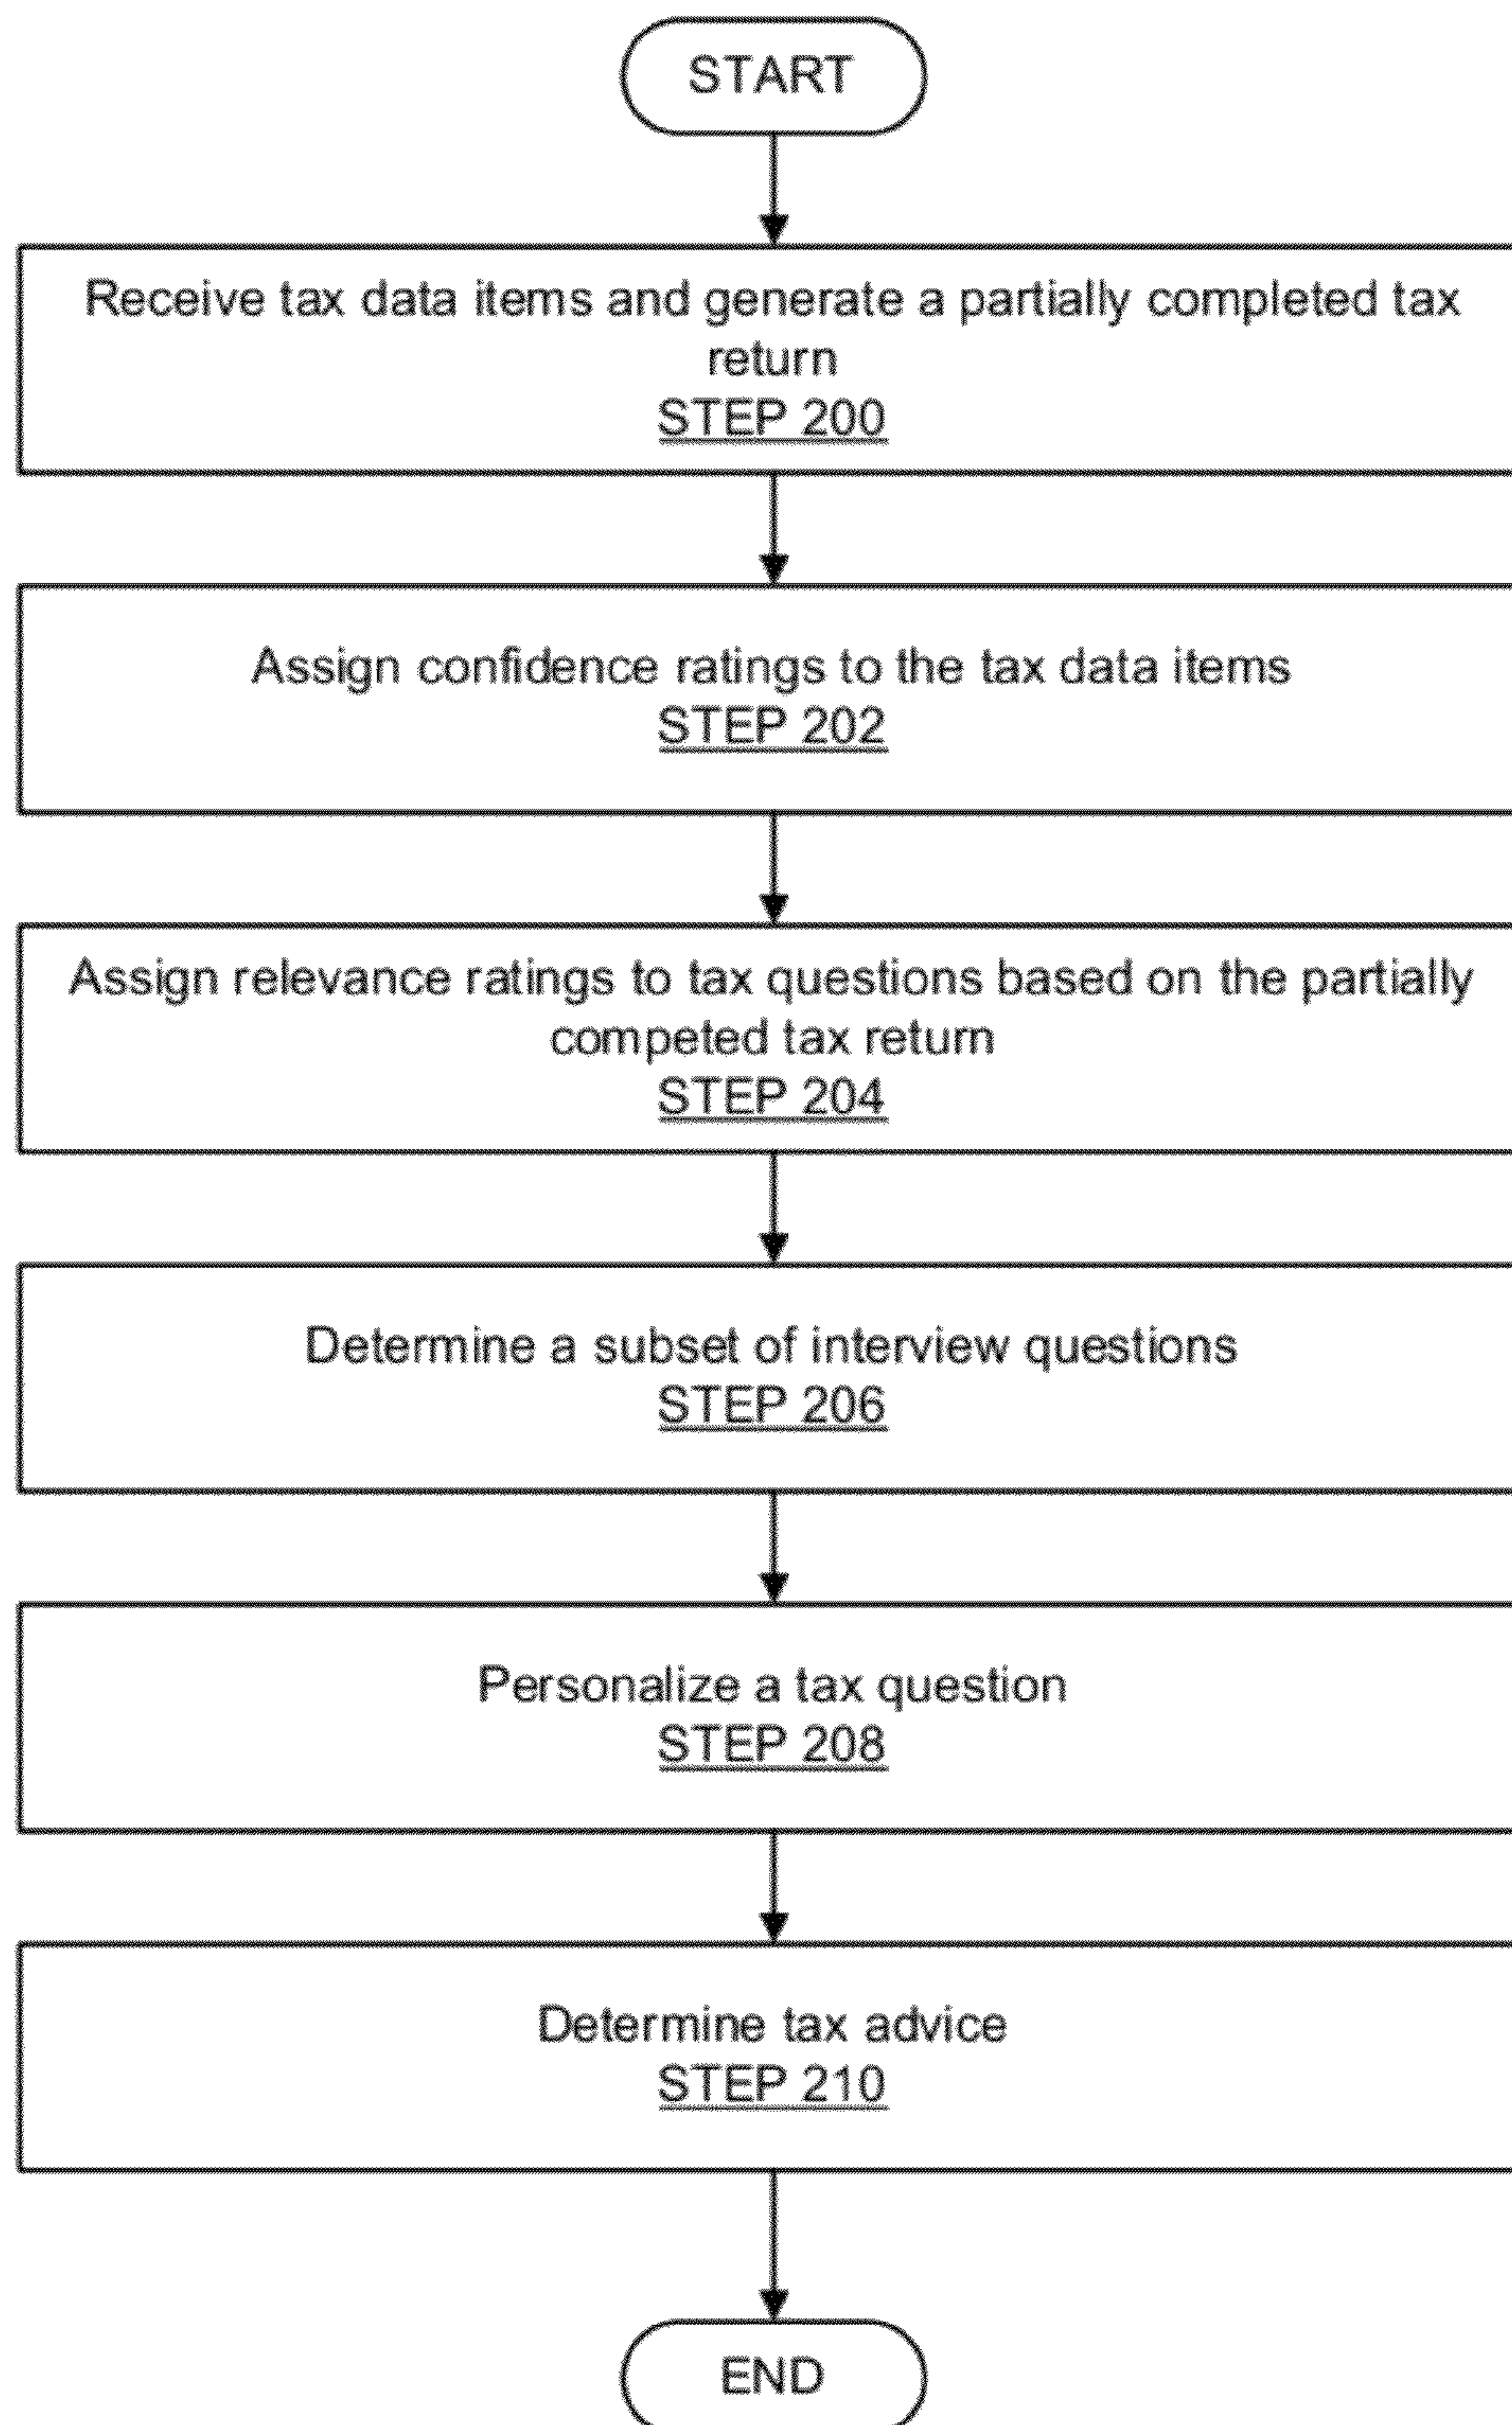 START
Receive tax data items and generate a partially completed tax
return
STEP 200
Assign confidence ratings to the tax data items
STEP 202
Assign relevance ratings to tax questions based on the partially
competed tax return
STEP 204
Determine a subset of interview questions
STEP 206
Personalize a tax question
STEP 208
Determine tax advice
STEP 210
END